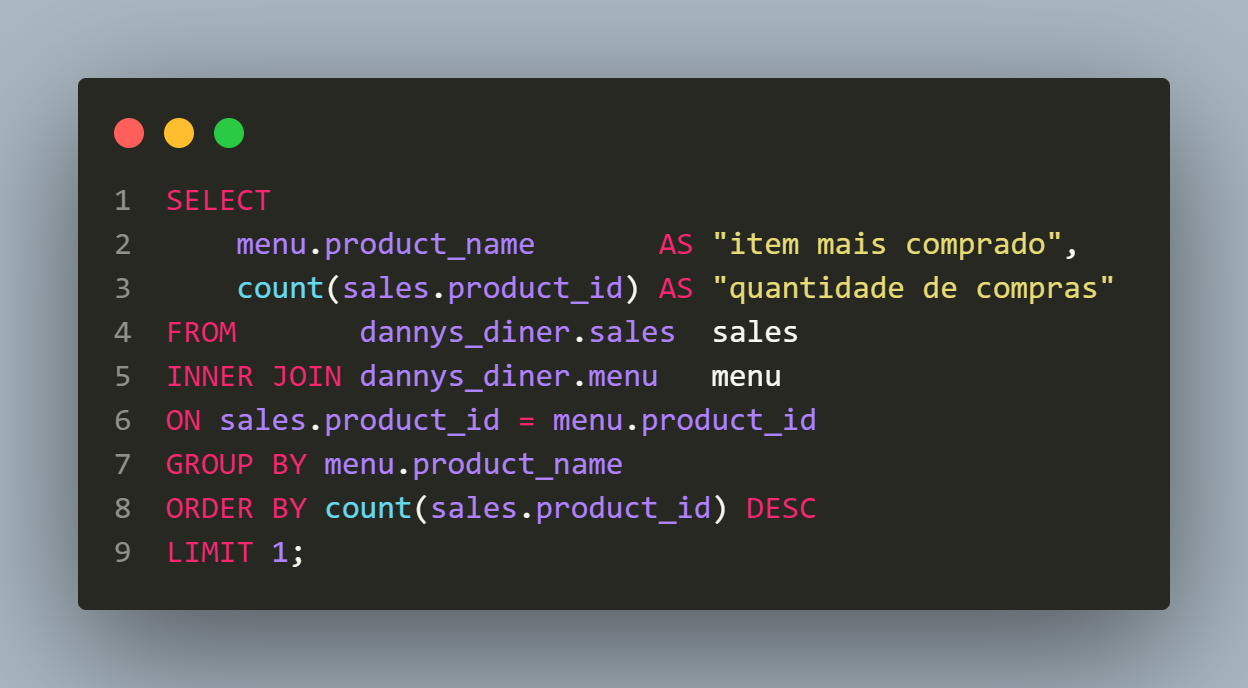 1 SELECT
2     menu.product_name       AS "item mais comprado",
3     count(sales.product_id) AS "quantidade de compras"
4 FROM       dannys_diner.sales  sales
5 INNER JOIN dannys_diner.menu   menu
6 ON sales.product_id = menu.product_id
7 GROUP BY menu.product_name
8 ORDER BY count(sales.product_id) DESC
9 LIMIT 1;